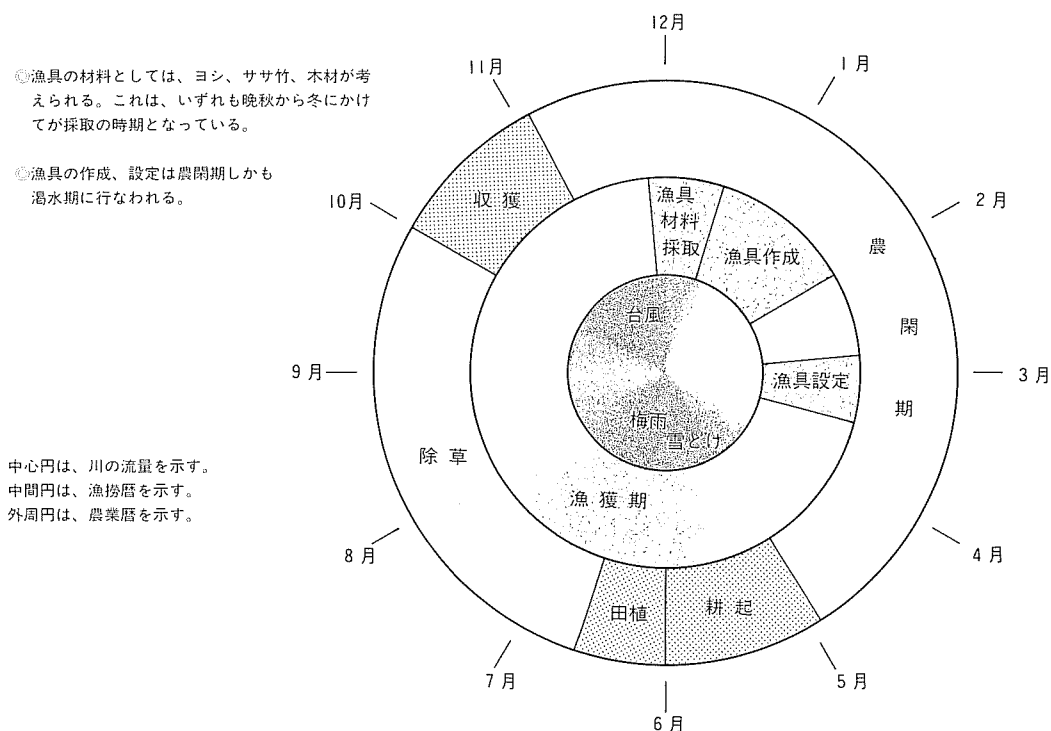 ◎漁具の材料としては、ヨシ、ササ竹、木材が考
えられる。これは、いずれも晩秋から冬にかけ
てが採取の時期となっている。
◎漁具の作成、設定は農閑期しかも
渇水期に行なわれる。
中心円は、川の流量を示す。
中間円は、漁撈暦を示す。
外周円は、農業暦を示す。
12月
1月
2月
3月
4月
5月
6月
7月
8月
9月
10月
11月
農閑期
耕起
田植
除草
収獲
漁具
材料
採取
漁具作成
漁具設定
漁獲期
台風
梅雨
雪どけ